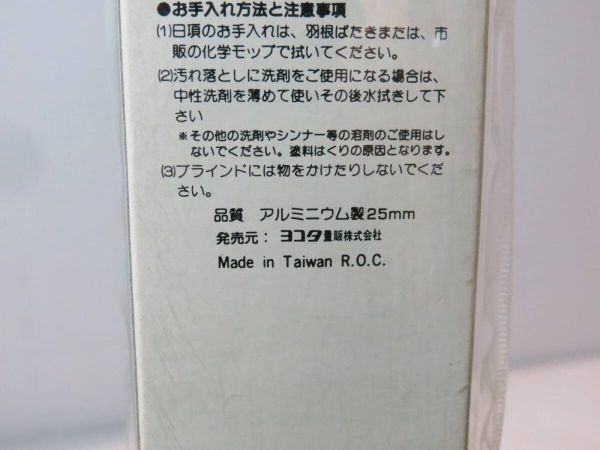 ●お手入れ方法と注意事項
(1)日頃のお手入れは、羽根ばたきまたは、市
販の化学モップで拭いてください。
(2)汚れ落としに洗剤をご使用になる場合は、
中性洗剤を薄めて使いその後水拭きして下
さい
※その他の洗剤やシンナー等の溶剤のご使用はし
ないでください。塗料はくりの原因となります。
(3)ブラインドには物をかけたりしないでくだ
さい。
品質　アルミニウム製25mm
発売元：ヨコタ量販株式会社
Made in Taiwan R.O.C.